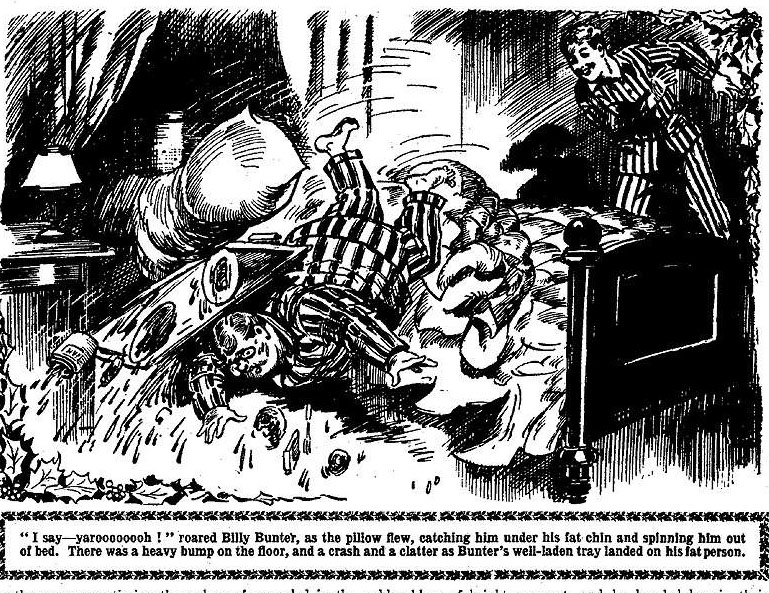 “ I say—yarooooooooh ! ” roared Billy Bunter, as the pillow flew, catching him under his fat chin and spinning him out
of bed. There was a heavy bump on the floor, and a crash and a clatter as Bunter’s well-laden tray landed on his fat person.